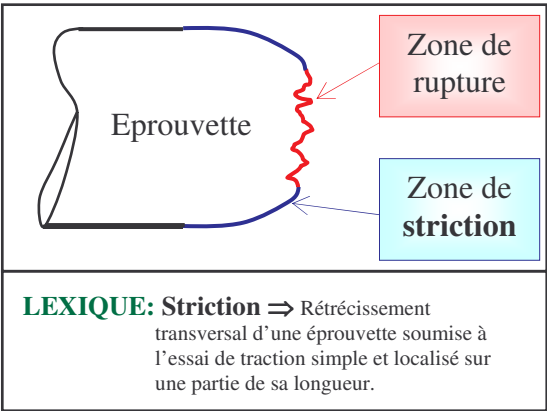 Zone de
rupture
Eprouvette
Zone de
striction
LEXIQUE: Striction ⇒ Rétrécissement
transversal d'une éprouvette soumise à
l'essai de traction simple et localisé sur
une partie de sa longueur.